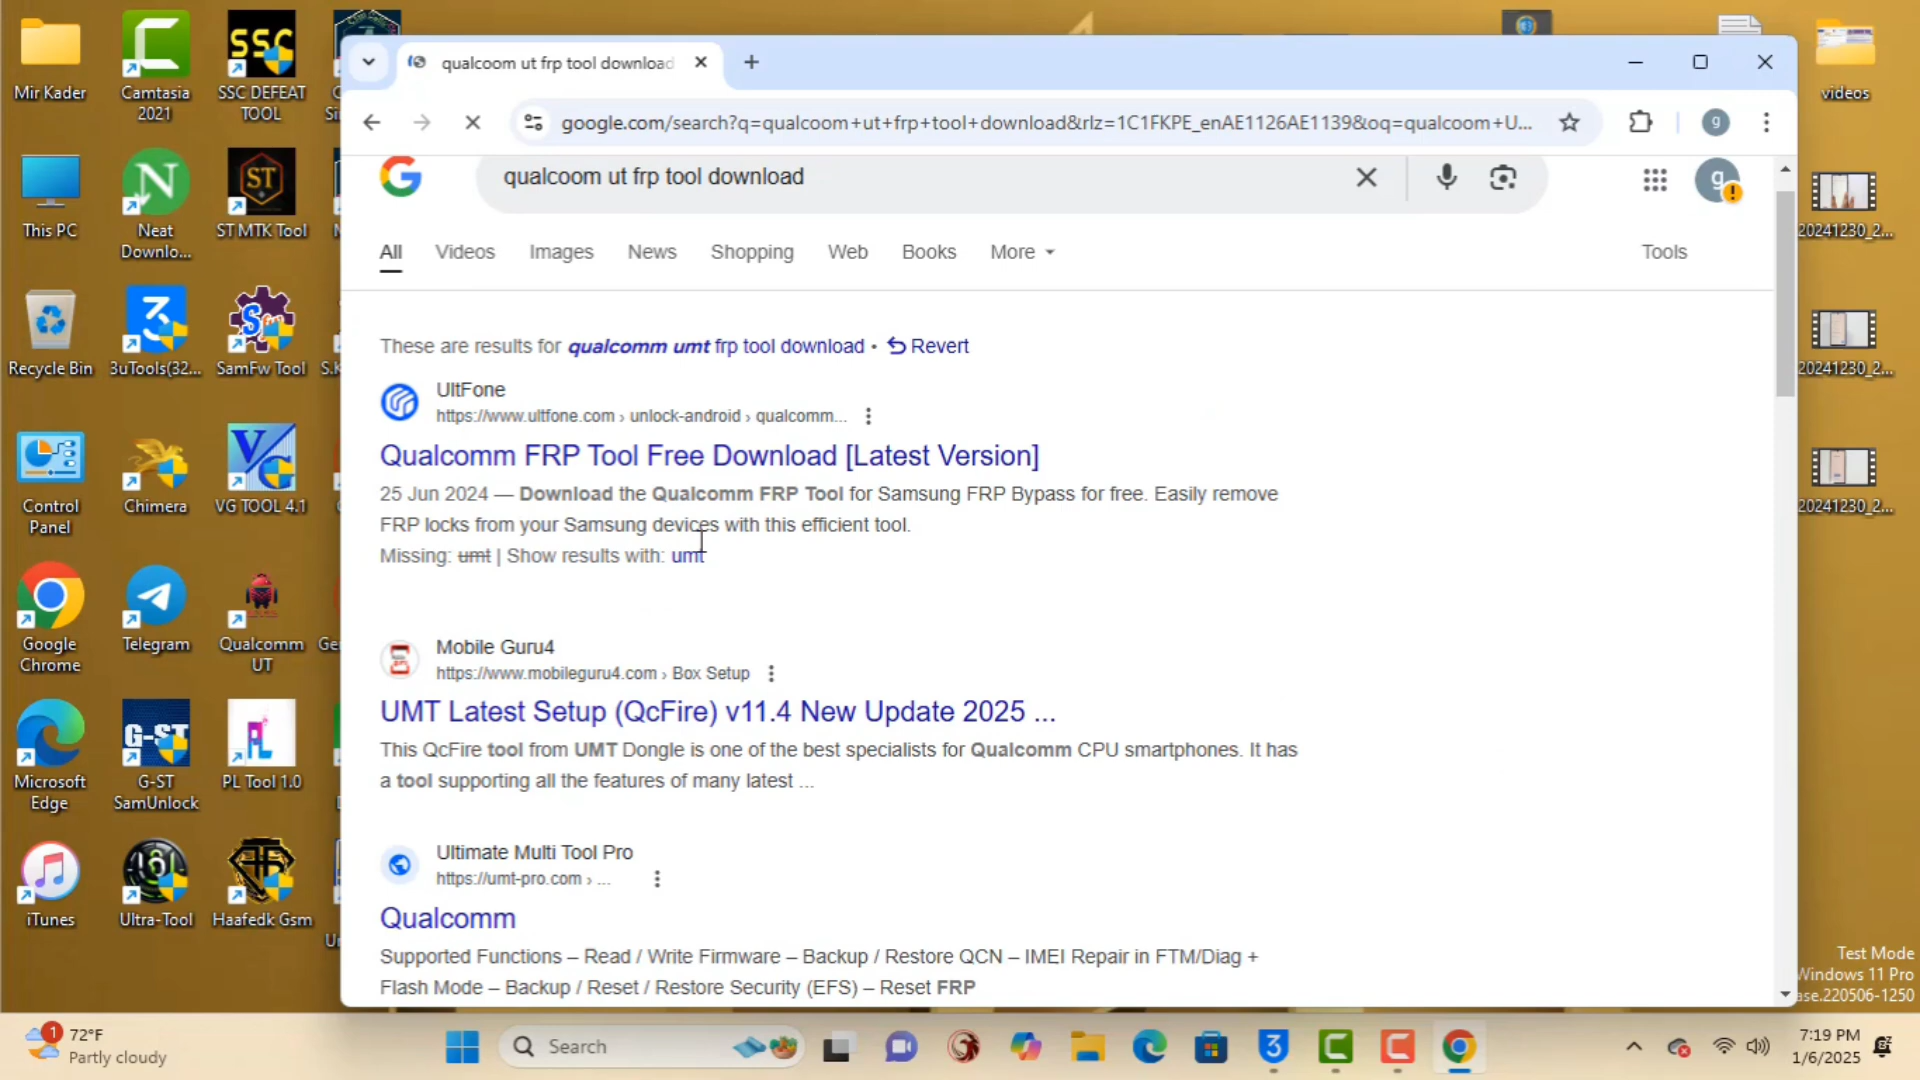 Mir Kader
Camtasia
2021
SSC
SSC DEFEAT
TOOL
qualcoom ut frp tool download
google.com/search?q=qualcoom+ut+frp+tool+download&rlz=1C1FKPE_enAE1126AE1139&oq=qualcoom+U...
g
videos
qualcoom ut frp tool download
g
This PC
Neat
Downlo...
ST
ST MTK Tool
20241230_2...
All
Videos
Images
News
Shopping
Web
Books
More
Tools
These are results for qualcomm umt frp tool download • Revert
Recycle Bin
3uTools(32...
SamFw Tool
S.K
20241230_2...
UltFone
https://www.ultfone.com › unlock-android › qualcomm...
Qualcomm FRP Tool Free Download [Latest Version]
25 Jun 2024 — Download the Qualcomm FRP Tool for Samsung FRP Bypass for free. Easily remove
FRP locks from your Samsung devices with this efficient tool.
Missing: umt | Show results with: umt
Control
Panel
Chimera
VG TOOL 4.1
20241230_2...
Google
Chrome
Telegram
Qualcomm
UT
Mobile Guru4
https://www.mobileguru4.com › Box Setup
UMT Latest Setup (QcFire) v11.4 New Update 2025 ...
This QcFire tool from UMT Dongle is one of the best specialists for Qualcomm CPU smartphones. It has
a tool supporting all the features of many latest ...
Microsoft
Edge
G-ST
G-ST
SamUnlock
PL Tool 1.0
Ultimate Multi Tool Pro
https://umt-pro.com › ...
Qualcomm
Supported Functions – Read / Write Firmware – Backup / Restore QCN – IMEI Repair in FTM/Diag +
Flash Mode – Backup / Reset / Restore Security (EFS) – Reset FRP
iTunes
Ultra-Tool
Haafedk Gsm
Test Mode
Windows 11 Pro
ase.220506-1250
1
72°F
Partly cloudy
Search
7:19 PM
1/6/2025